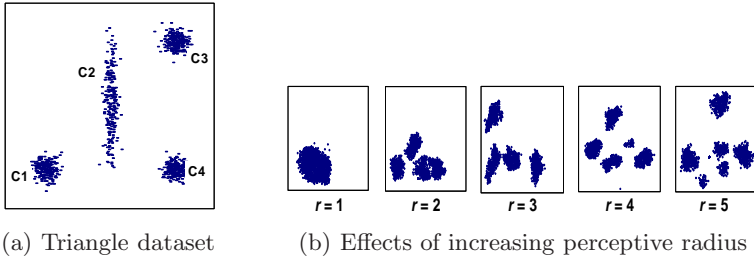 C3
C2
C1
C4
r = 1
r = 2
r = 3
r = 4
r = 5
(a) Triangle dataset
(b) Effects of increasing perceptive radius